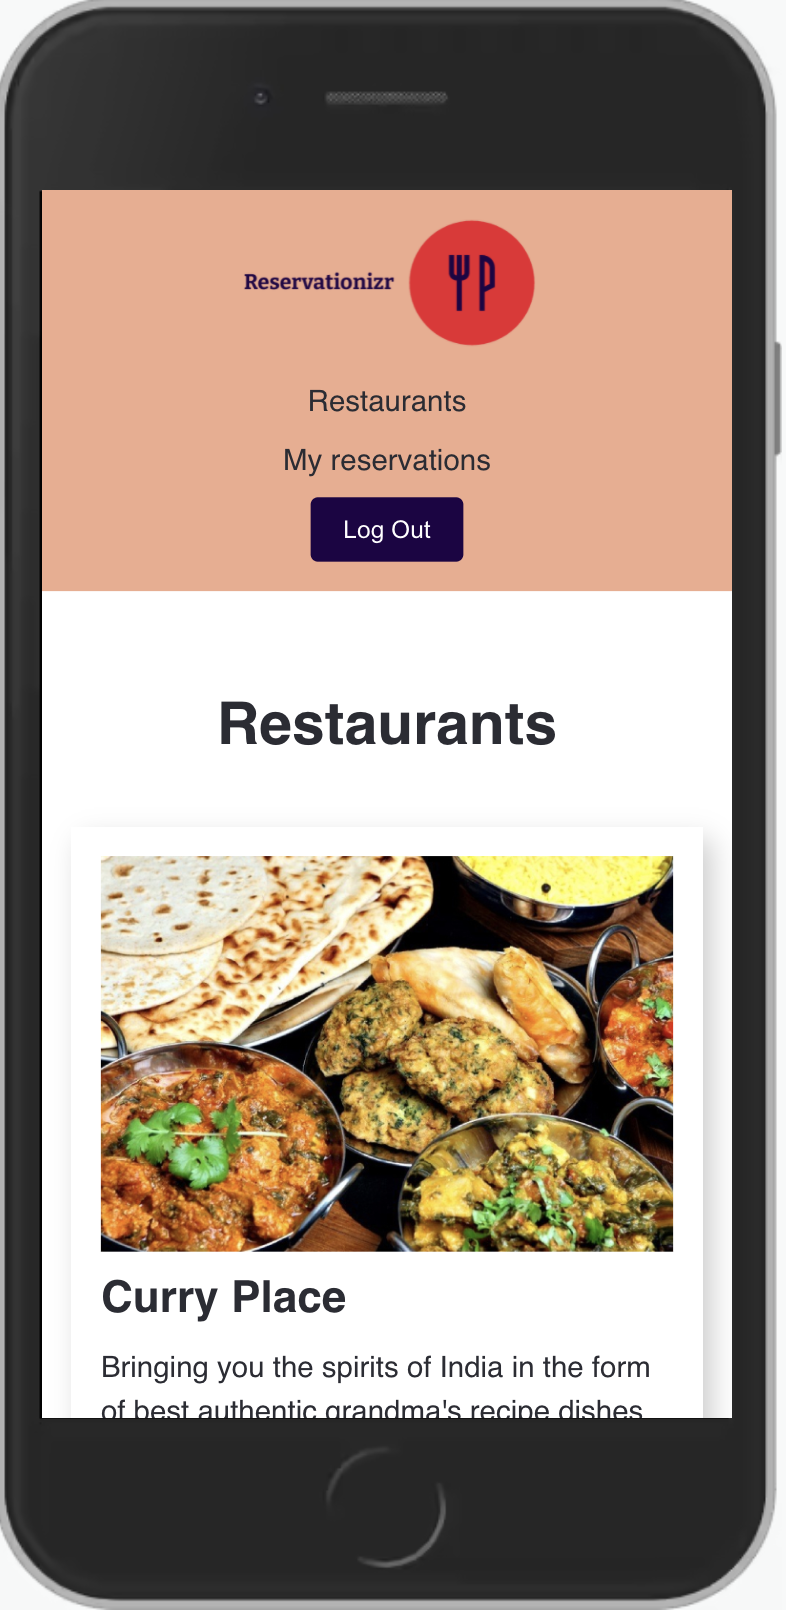 Reservationizr
Restaurants
My reservations
Log Out
Restaurants
Curry Place
Bringing you the spirits of India in the form
of best authentic grandma's recipe dishes